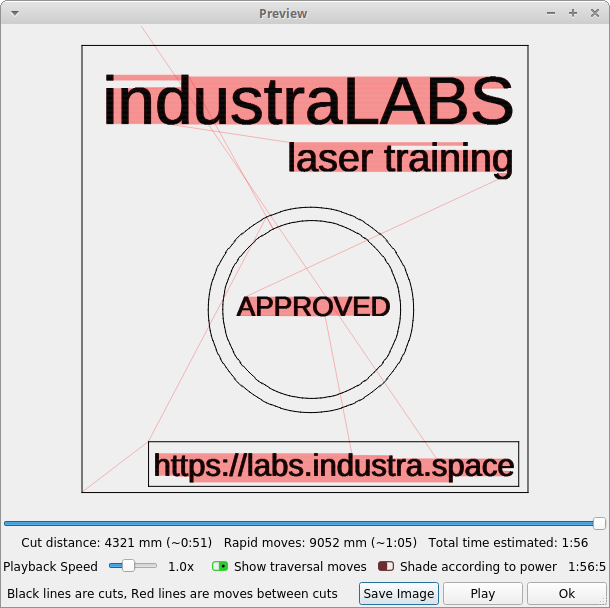 Preview
industraLABS
laser training
APPROVED
https://labs.industra.space
Cut distance: 4321 mm (~0:51) Rapid moves: 9052 mm (~1:05) Total time estimated: 1:56
Playback Speed 1.0x Show traversal moves Shade according to power 1:56:5
Black lines are cuts, Red lines are moves between cuts Save Image Play Ok